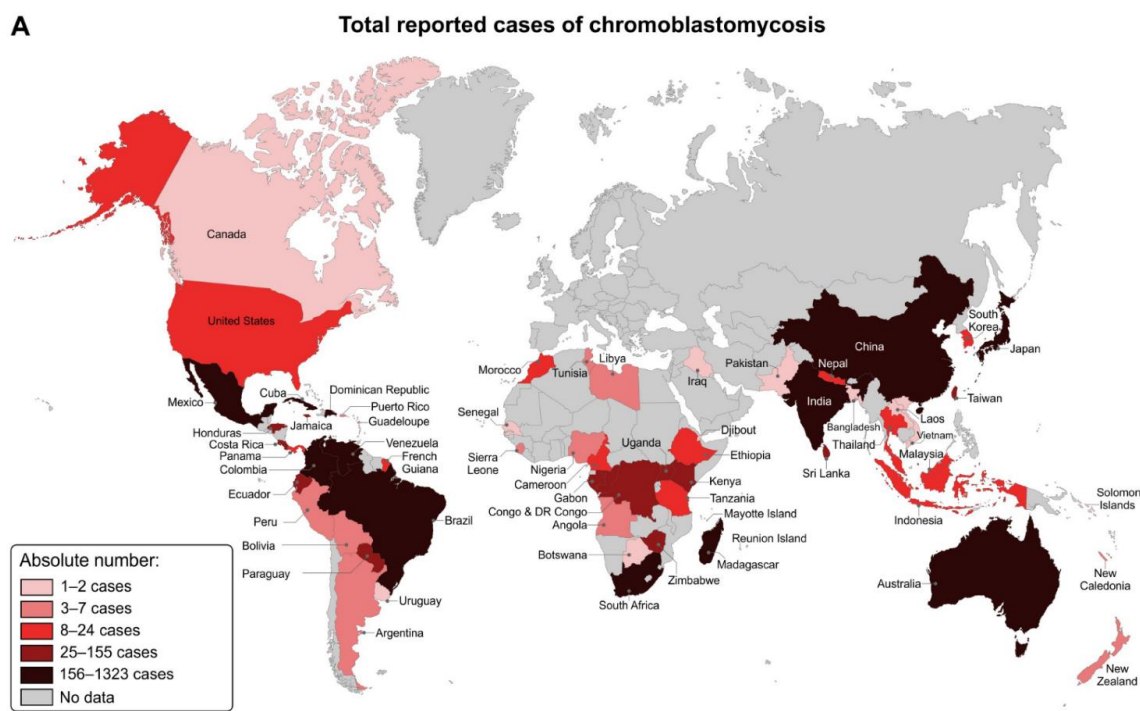 A
Total reported cases of chromoblastomycosis
Canada
United States
Mexico
Cuba
Dominican Republic
Puerto Rico
Guadeloupe
Jamaica
Honduras
Costa Rica
Panama
Colombia
Venezuela
French
Guiana
Ecuador
Peru
Brazil
Bolivia
Paraguay
Uruguay
Argentina
Morocco
Tunisia
Libya
Senegal
Sierra
Leone
Nigeria
Cameroon
Gabon
Congo & DR Congo
Angola
Botswana
South Africa
Uganda
Djibout
Ethiopia
Kenya
Tanzania
Mayotte Island
Reunion Island
Madagascar
Zimbabwe
Iraq
Pakistan
Nepal
India
China
South
Korea
Japan
Taiwan
Laos
Bangladesh
Vietnam
Thailand
Malaysia
Sri Lanka
Indonesia
Solomon
Islands
Australia
New
Caledonia
New
Zealand
Absolute number:
1–2 cases
3–7 cases
8–24 cases
25–155 cases
156–1323 cases
No data